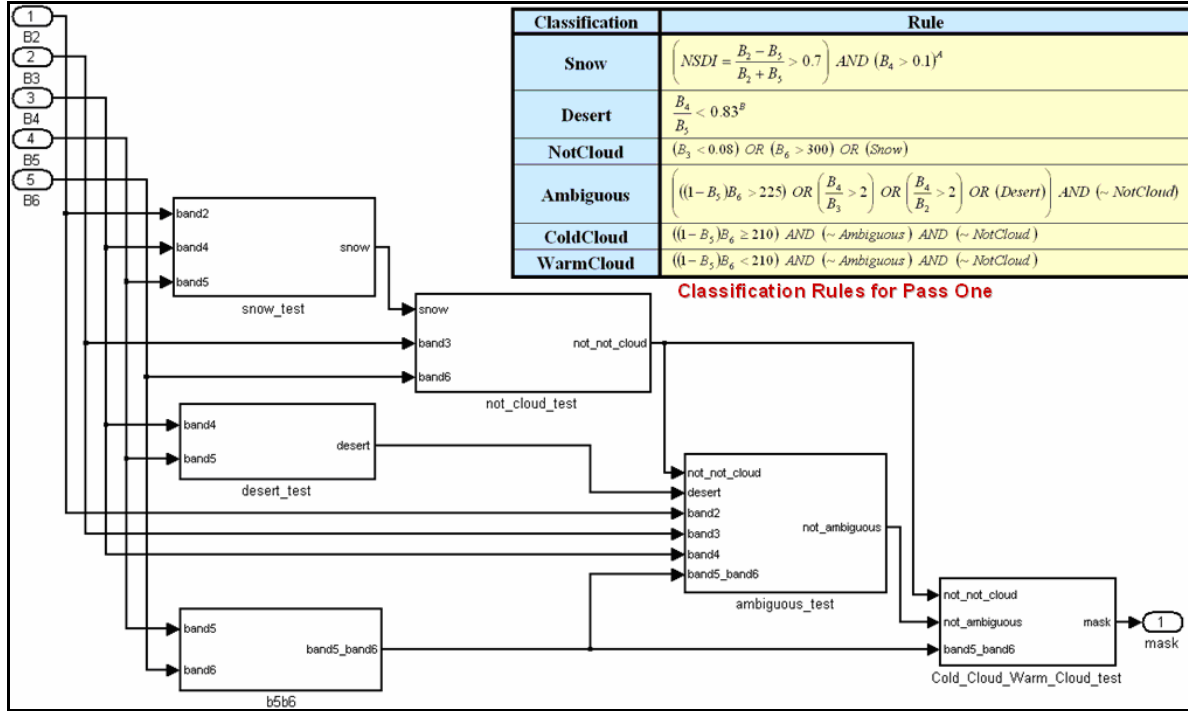 1
B2
2
B3
3
B4
4
B5
5
B6
Classification Rule
Snow (NSDI = (B₂ − B₅)/(B₂ + B₅) > 0.7) AND (B₄ > 0.1)ᴬ
Desert B₄/B₅ < 0.83ᴮ
NotCloud (B₃ < 0.08) OR (B₆ > 300) OR (Snow)
Ambiguous (((1 − B₅)B₆ > 225) OR (B₄/B₃ > 2) OR (B₄/B₂ > 2) OR (Desert)) AND (~ NotCloud)
ColdCloud ((1 − B₅)B₆ ≥ 210) AND (~ Ambiguous) AND (~ NotCloud)
WarmCloud ((1 − B₅)B₆ < 210) AND (~ Ambiguous) AND (~ NotCloud)
Classification Rules for Pass One
band2
band4
band5
snow
snow_test
snow
band3
band6
not_not_cloud
not_cloud_test
band4
band5
desert
desert_test
not_not_cloud
desert
band2
band3
band4
band5_band6
not_ambiguous
ambiguous_test
band5
band6
band5_band6
b5b6
not_not_cloud
not_ambiguous
band5_band6
mask
Cold_Cloud_Warm_Cloud_test
1
mask